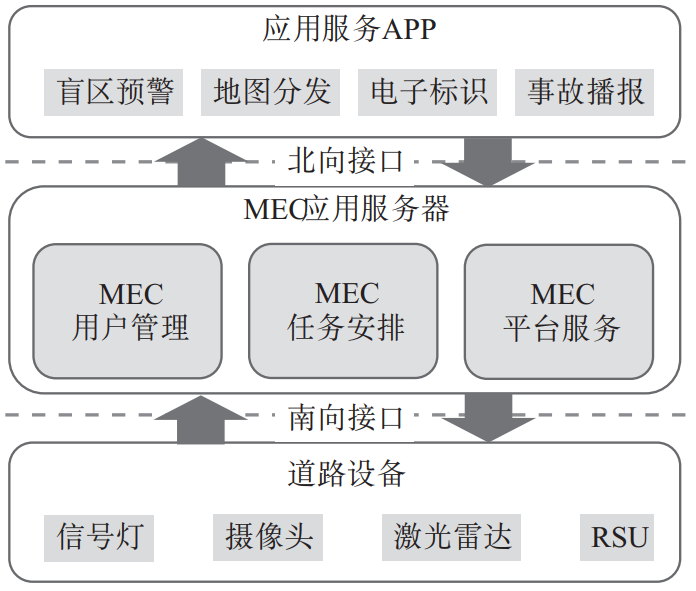 应用服务APP
盲区预警 地图分发 电子标识 事故播报
北向接口
MEC应用服务器
MEC
用户管理
MEC
任务安排
MEC
平台服务
南向接口
道路设备
信号灯 摄像头 激光雷达 RSU